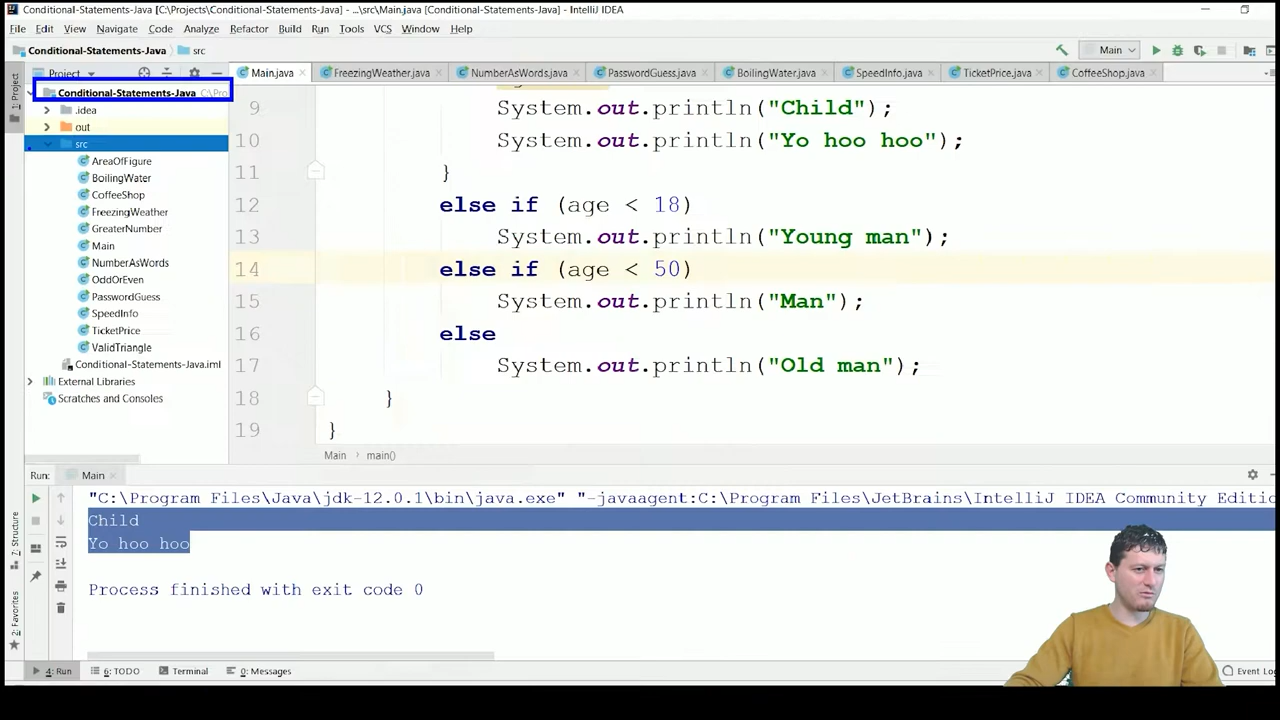 Conditional-Statements-Java [C:\Projects\Conditional-Statements-Java] - ...\src\Main.java [Conditional-Statements-Java] - IntelliJ IDEA
File Edit View Navigate Code Analyze Refactor Build Run Tools VCS Window Help
Conditional-Statements-Java src Main
1: Project
Project
Main.java FreezingWeather.java NumberAsWords.java PasswordGuess.java BoilingWater.java SpeedInfo.java TicketPrice.java CoffeeShop.java
Conditional-Statements-Java C:\Pro
.idea
out
src
AreaOfFigure
BoilingWater
CoffeeShop
FreezingWeather
GreaterNumber
Main
NumberAsWords
OddOrEven
PasswordGuess
SpeedInfo
TicketPrice
ValidTriangle
Conditional-Statements-Java.iml
External Libraries
Scratches and Consoles
9 System.out.println("Child");
10 System.out.println("Yo hoo hoo");
11 }
12 else if (age < 18)
13 System.out.println("Young man");
14 else if (age < 50)
15 System.out.println("Man");
16 else
17 System.out.println("Old man");
18 }
19 }
Main > main()
Run: Main
"C:\Program Files\Java\jdk-12.0.1\bin\java.exe" "-javaagent:C:\Program Files\JetBrains\IntelliJ IDEA Community Editio
Child
Yo hoo hoo
Process finished with exit code 0
7: Structure
2: Favorites
4: Run 6: TODO Terminal 0: Messages Event Log